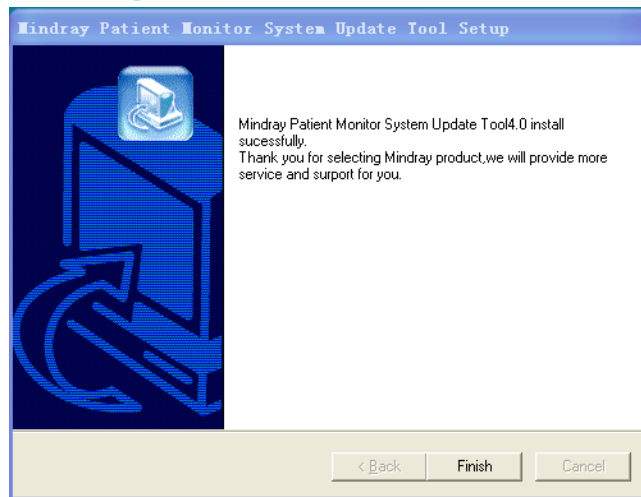 Mindray Patient Monitor System Update Tool Setup
Mindray Patient Monitor System Update Tool4.0 install
sucessfully.
Thank you for selecting Mindray product,we will provide more
service and surport for you.
< Back
Finish
Cancel